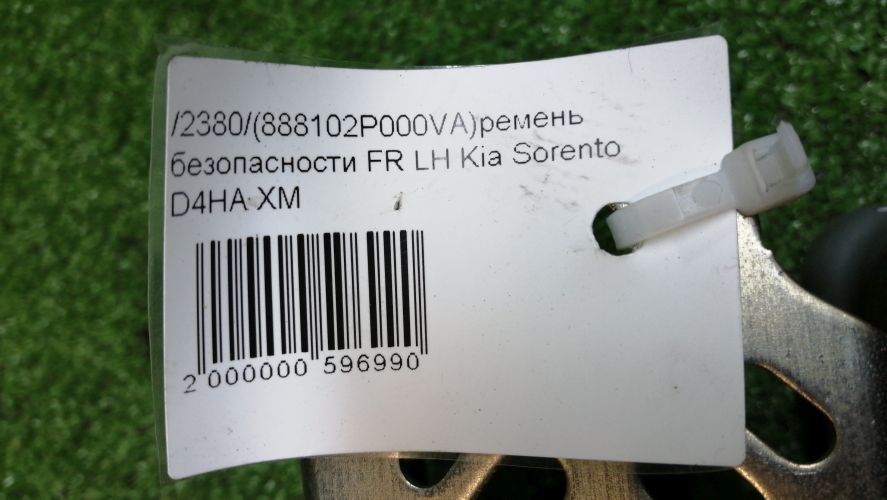 /2380/(888102P000VA)ремень
безопасности FR LH Kia Sorento
D4HA XM
2 000000 596990